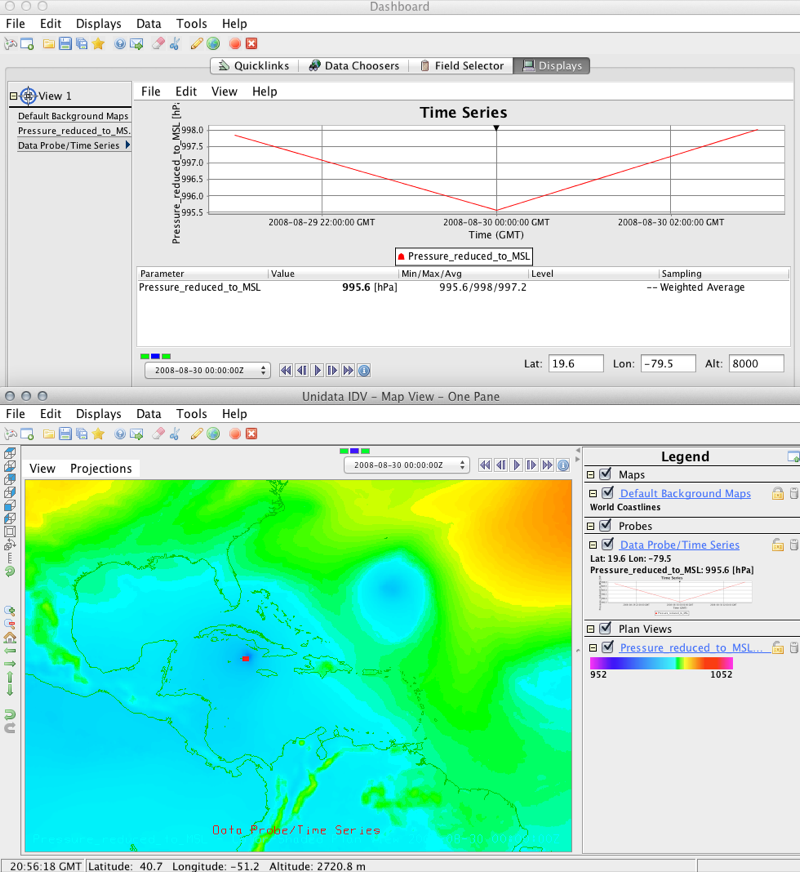 Dashboard
File Edit Displays Data Tools Help
Quicklinks Data Choosers Field Selector Displays
View 1
Default Background Maps
Pressure_reduced_to_MS.
Data Probe/Time Series
File Edit View Help
Time Series
Pressure_reduced_to_MSL [hP
998.0
997.5
997.0
996.5
996.0
995.5
2008-08-29 22:00:00 GMT 2008-08-30 00:00:00 GMT 2008-08-30 02:00:00 GMT
Time (GMT)
Pressure_reduced_to_MSL
Parameter Value Min/Max/Avg Level Sampling
Pressure_reduced_to_MSL 995.6 [hPa] 995.6/998/997.2 -- Weighted Average
2008-08-30 00:00:00Z
Lat: 19.6 Lon: -79.5 Alt: 8000
Unidata IDV - Map View - One Pane
File Edit Displays Data Tools Help
View Projections
2008-08-30 00:00:00Z
Data Probe/Time Series
Legend
Maps
Default Background Maps
World Coastlines
Probes
Data Probe/Time Series
Lat: 19.6 Lon: -79.5
Pressure_reduced_to_MSL: 995.6 [hPa]
Time Series
Plan Views
Pressure_reduced_to_MSL...
952 1052
20:56:18 GMT Latitude: 40.7 Longitude: -51.2 Altitude: 2720.8 m